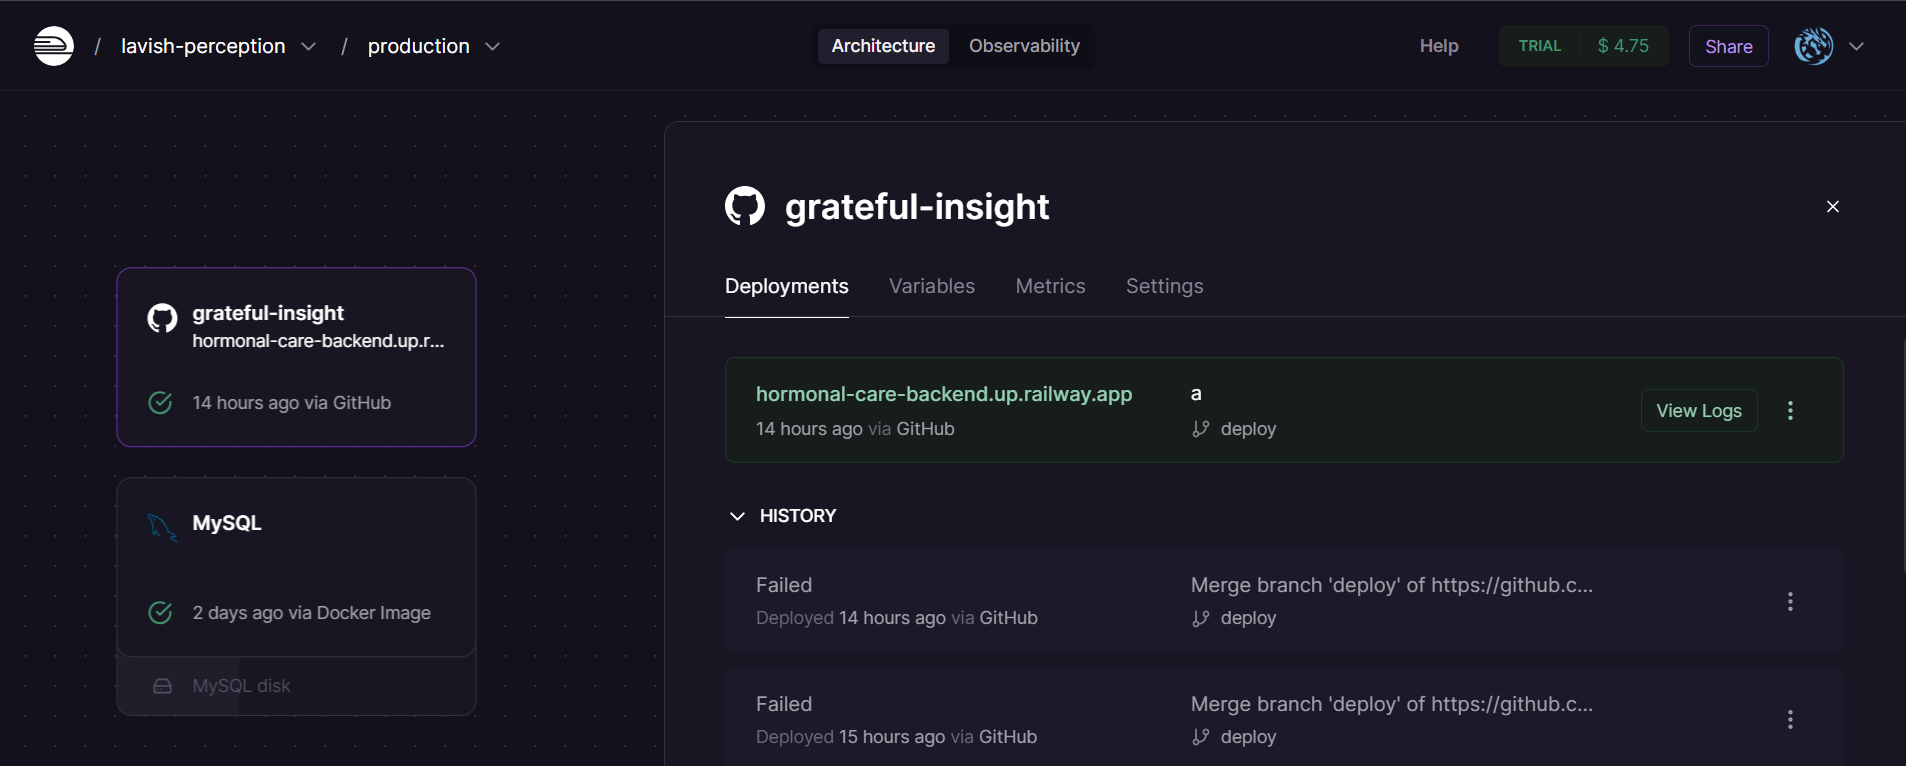 / lavish-perception / production
Architecture Observability
Help TRIAL $ 4.75 Share
grateful-insight
hormonal-care-backend.up.r...
14 hours ago via GitHub
MySQL
2 days ago via Docker Image
MySQL disk
grateful-insight
Deployments Variables Metrics Settings
hormonal-care-backend.up.railway.app a
14 hours ago via GitHub deploy
View Logs
HISTORY
Failed Merge branch 'deploy' of https://github.c...
Deployed 14 hours ago via GitHub deploy
Failed Merge branch 'deploy' of https://github.c...
Deployed 15 hours ago via GitHub deploy